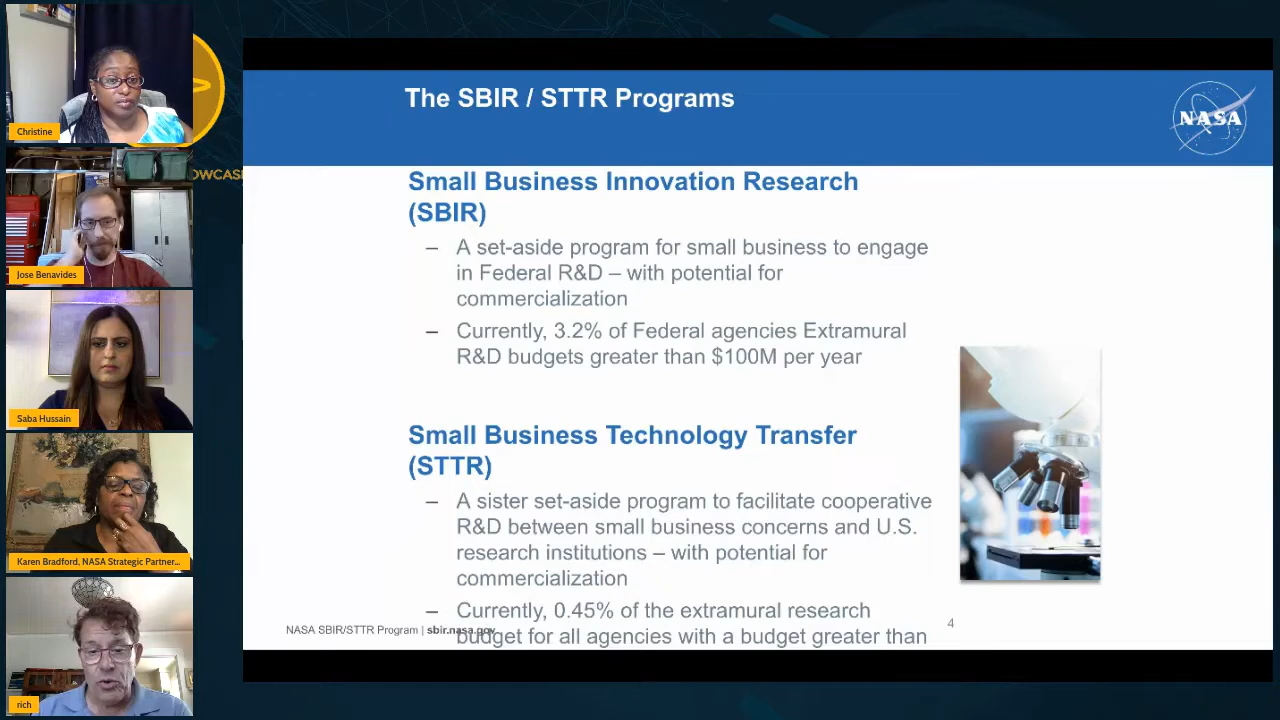 Christine
Jose Benavides
Saba Hussain
Karen Bradford, NASA Strategic Partner...
rich
OWCAS
The SBIR / STTR Programs
NASA
Small Business Innovation Research
(SBIR)
– A set-aside program for small business to engage
in Federal R&D – with potential for
commercialization
– Currently, 3.2% of Federal agencies Extramural
R&D budgets greater than $100M per year
Small Business Technology Transfer
(STTR)
– A sister set-aside program to facilitate cooperative
R&D between small business concerns and U.S.
research institutions – with potential for
commercialization
– Currently, 0.45% of the extramural research
budget for all agencies with a budget greater than
NASA SBIR/STTR Program | sbir.nasa.gov
4